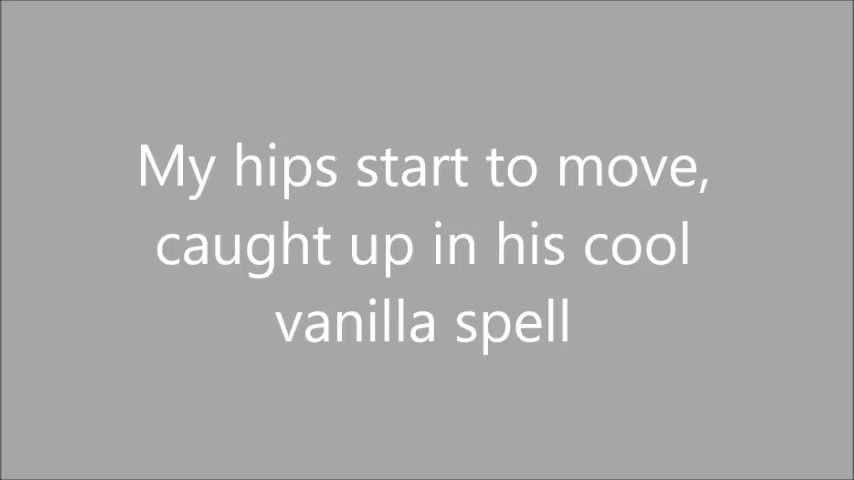 My hips start to move,
caught up in his cool
vanilla spell